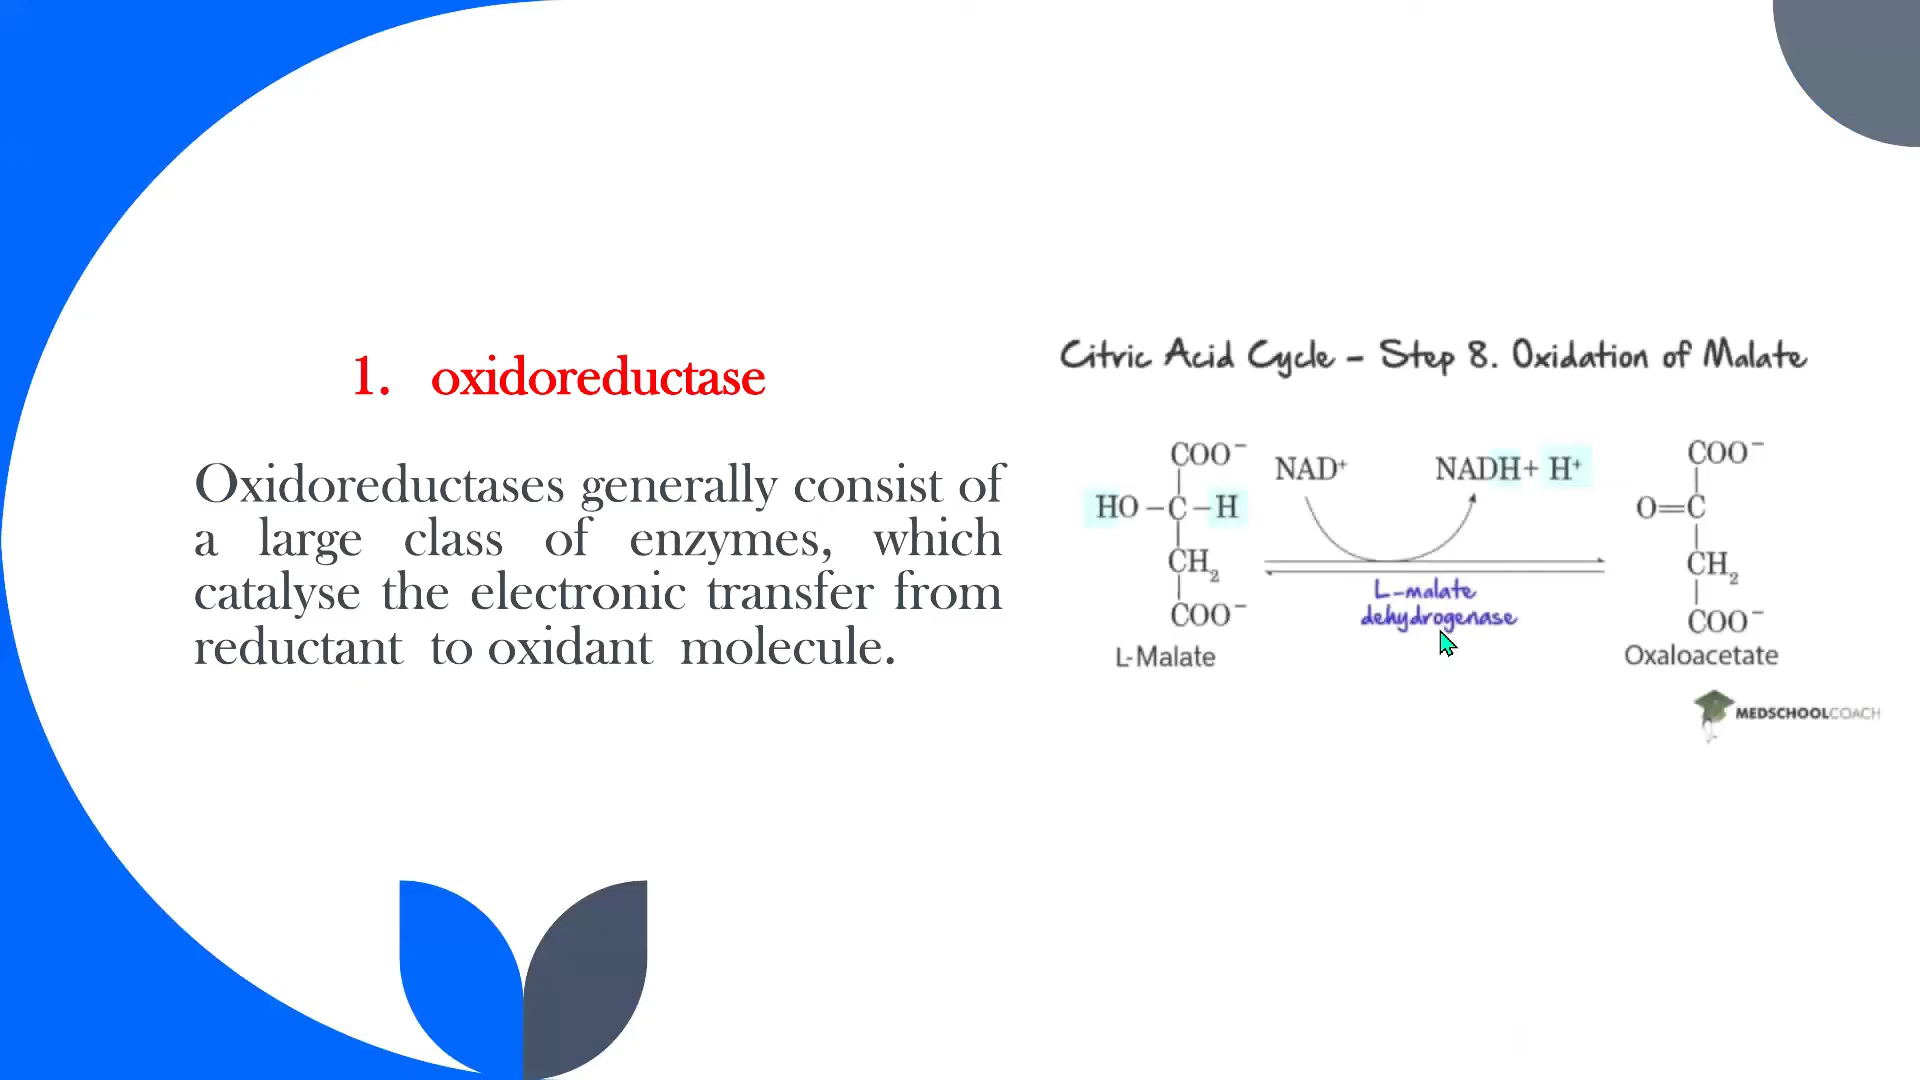 1. oxidoreductase
Oxidoreductases generally consist of
a large class of enzymes, which
catalyse the electronic transfer from
reductant to oxidant molecule.
Citric Acid Cycle – Step 8. Oxidation of Malate
COO⁻
HO – C – H
CH₂
COO⁻
L-Malate
NAD⁺
NADH + H⁺
L-malate
dehydrogenase
COO⁻
O=C
CH₂
COO⁻
Oxaloacetate
MEDSCHOOLCOACH